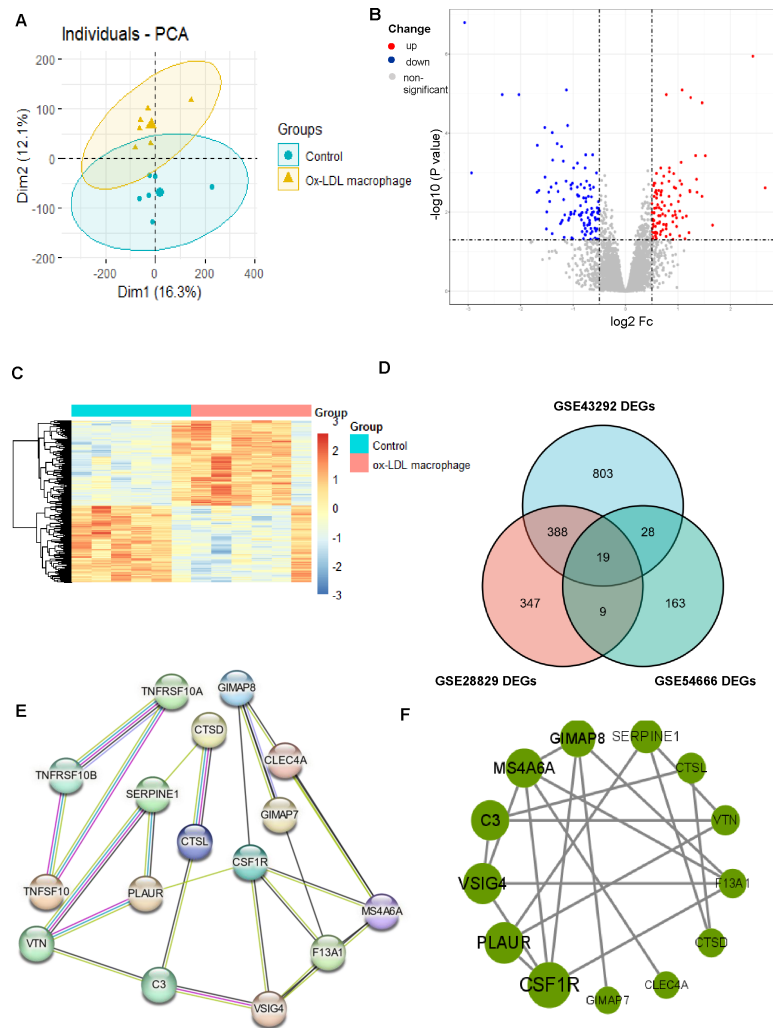 A
Individuals - PCA
200
100
0
-100
-200
-200
0
200
400
Dim2 (12.1%)
Dim1 (16.3%)
Groups
Control
Ox-LDL macrophage
B
Change
up
down
non-
significant
-log10 (P value)
log2 Fc
C
Group
3
2
1
0
-1
-2
-3
Group
Control
ox-LDL macrophage
D
GSE43292 DEGs
803
388
28
19
347
9
163
GSE28829 DEGs
GSE54666 DEGs
E
TNFRSF10A
GIMAP8
CTSD
CLEC4A
TNFRSF10B
SERPINE1
GIMAP7
CTSL
CSF1R
TNFSF10
PLAUR
MS4A6A
VTN
F13A1
C3
VSIG4
F
GIMAP8
SERPINE1
MS4A6A
CTSL
C3
VTN
VSIG4
F13A1
PLAUR
CTSD
CSF1R
GIMAP7
CLEC4A